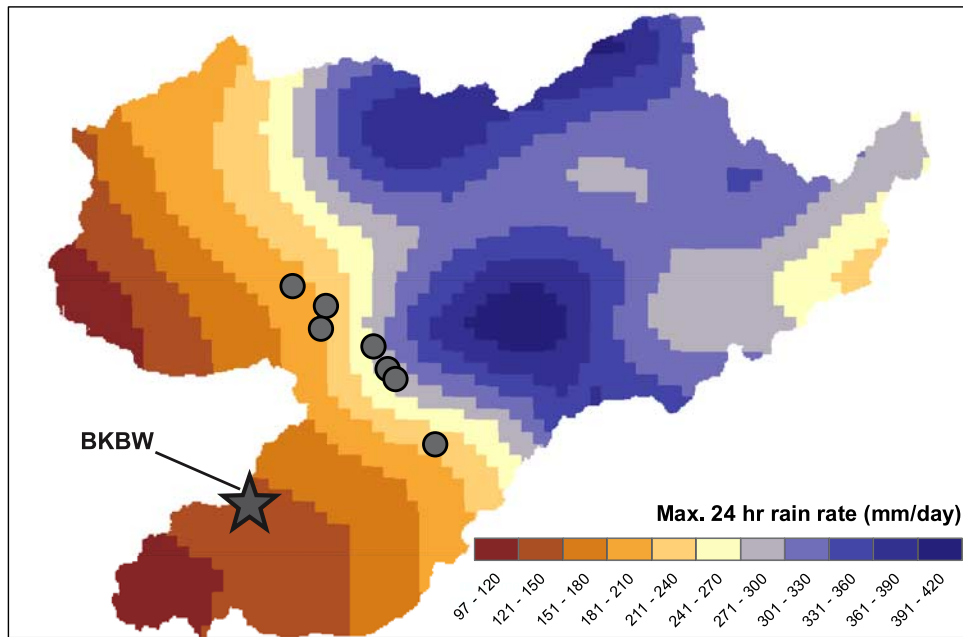 BKBW
Max. 24 hr rain rate (mm/day)
97 - 120
121 - 150
151 - 180
181 - 210
211 - 240
241 - 270
271 - 300
301 - 330
331 - 360
361 - 390
391 - 420